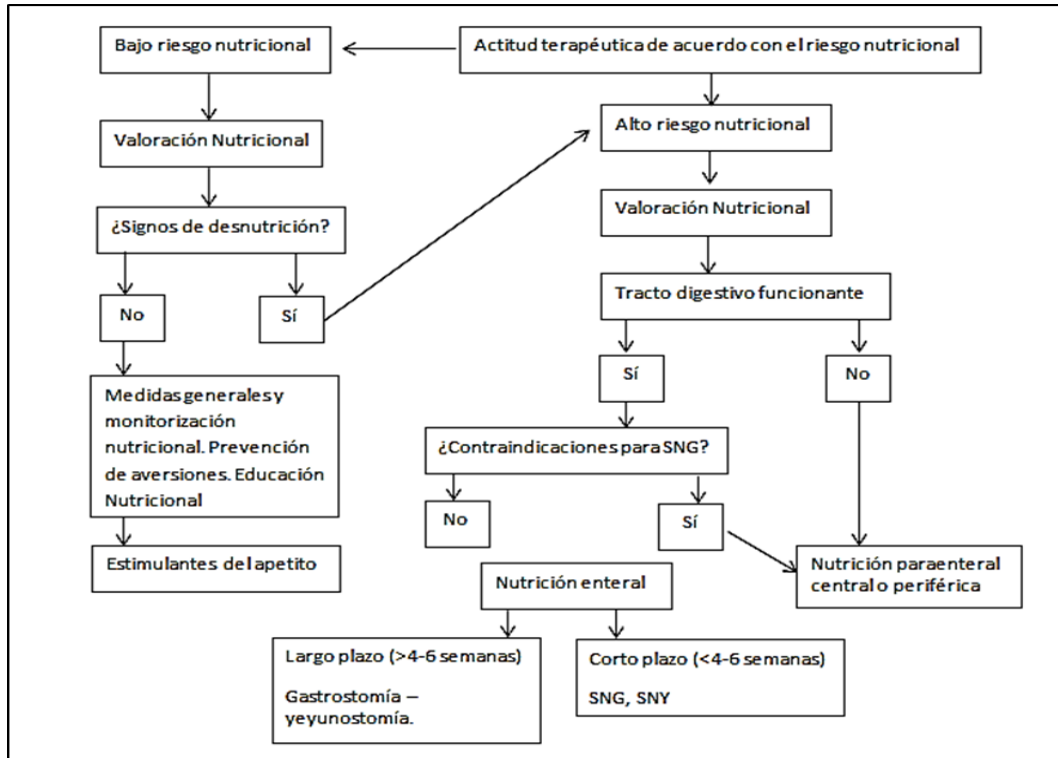 Bajo riesgo nutricional
Actitud terapéutica de acuerdo con el riesgo nutricional
Valoración Nutricional
Alto riesgo nutricional
¿Signos de desnutrición?
Valoración Nutricional
No
Sí
Tracto digestivo funcionante
Medidas generales y
monitorización
nutricional. Prevención
de aversiones. Educación
Nutricional
Sí
No
¿Contraindicaciones para SNG?
No
Sí
Estimulantes del apetito
Nutrición enteral
Nutrición paraenteral
central o periférica
Largo plazo (>4-6 semanas)
Gastrostomía –
yeyunostomía.
Corto plazo (<4-6 semanas)
SNG, SNY